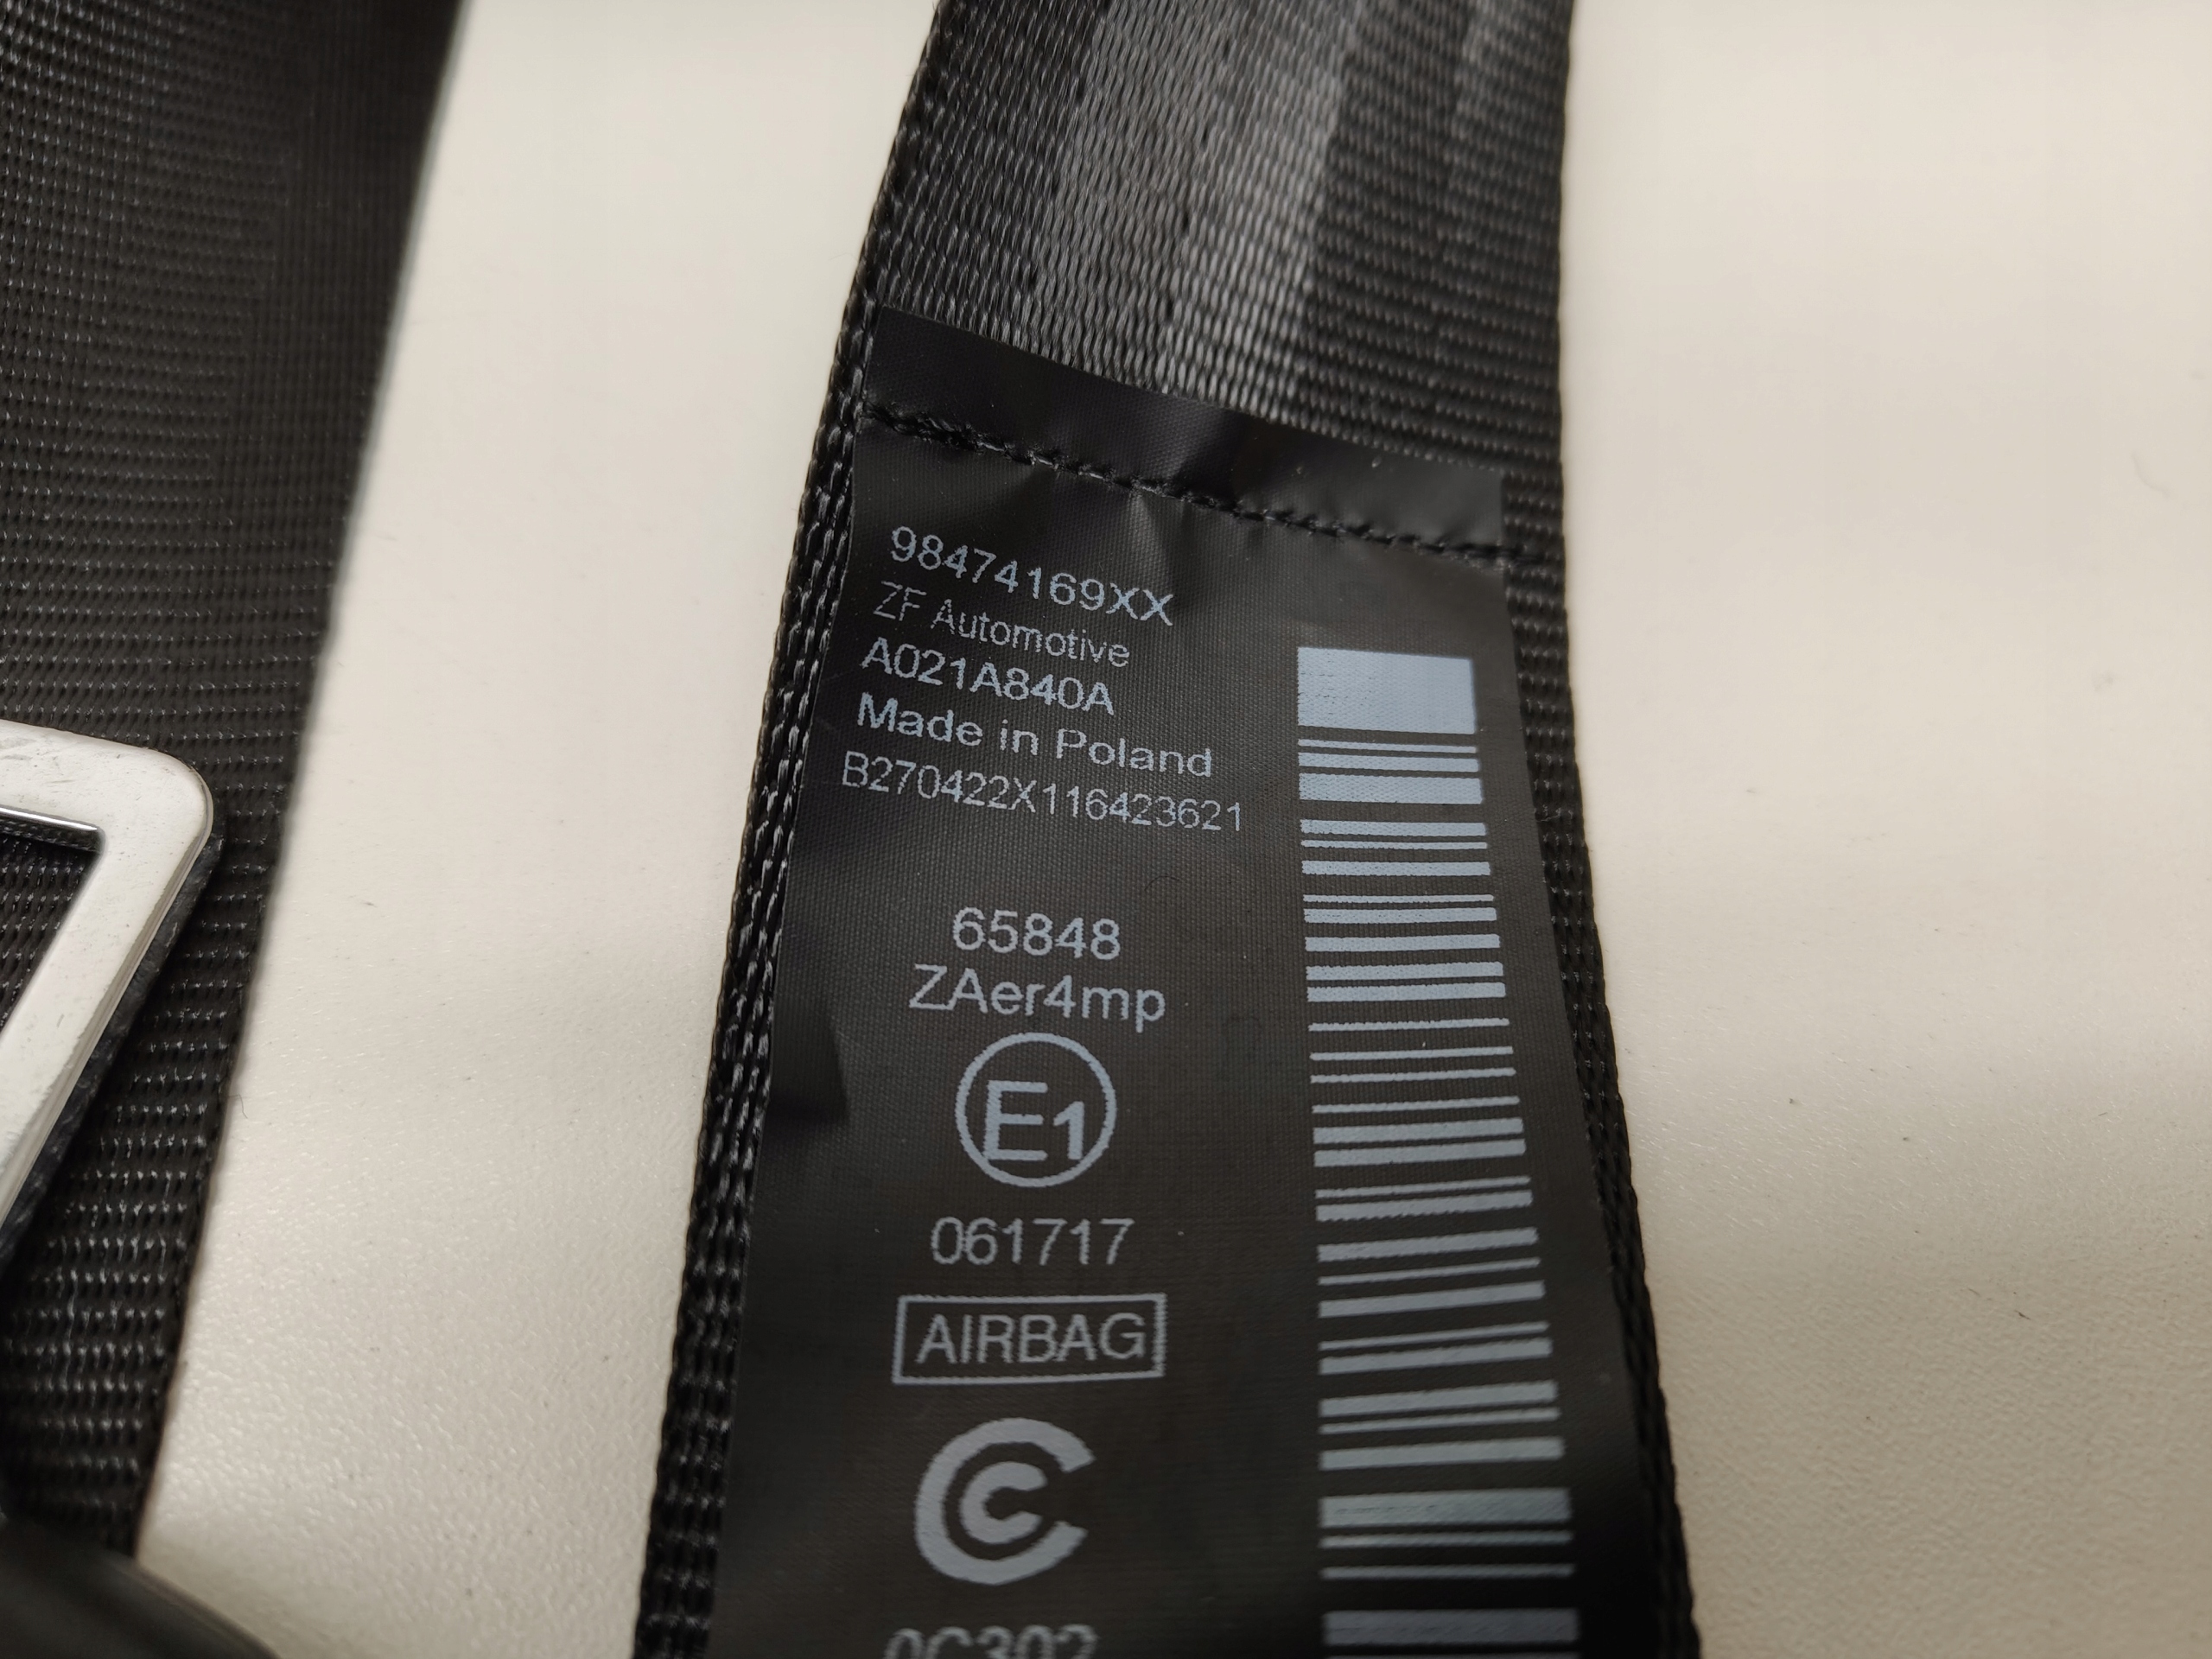 98474169XX
ZF Automotive
A021A840A
Made in Poland
B270422X116423621
65848
ZAer4mp
E1
061717
AIRBAG